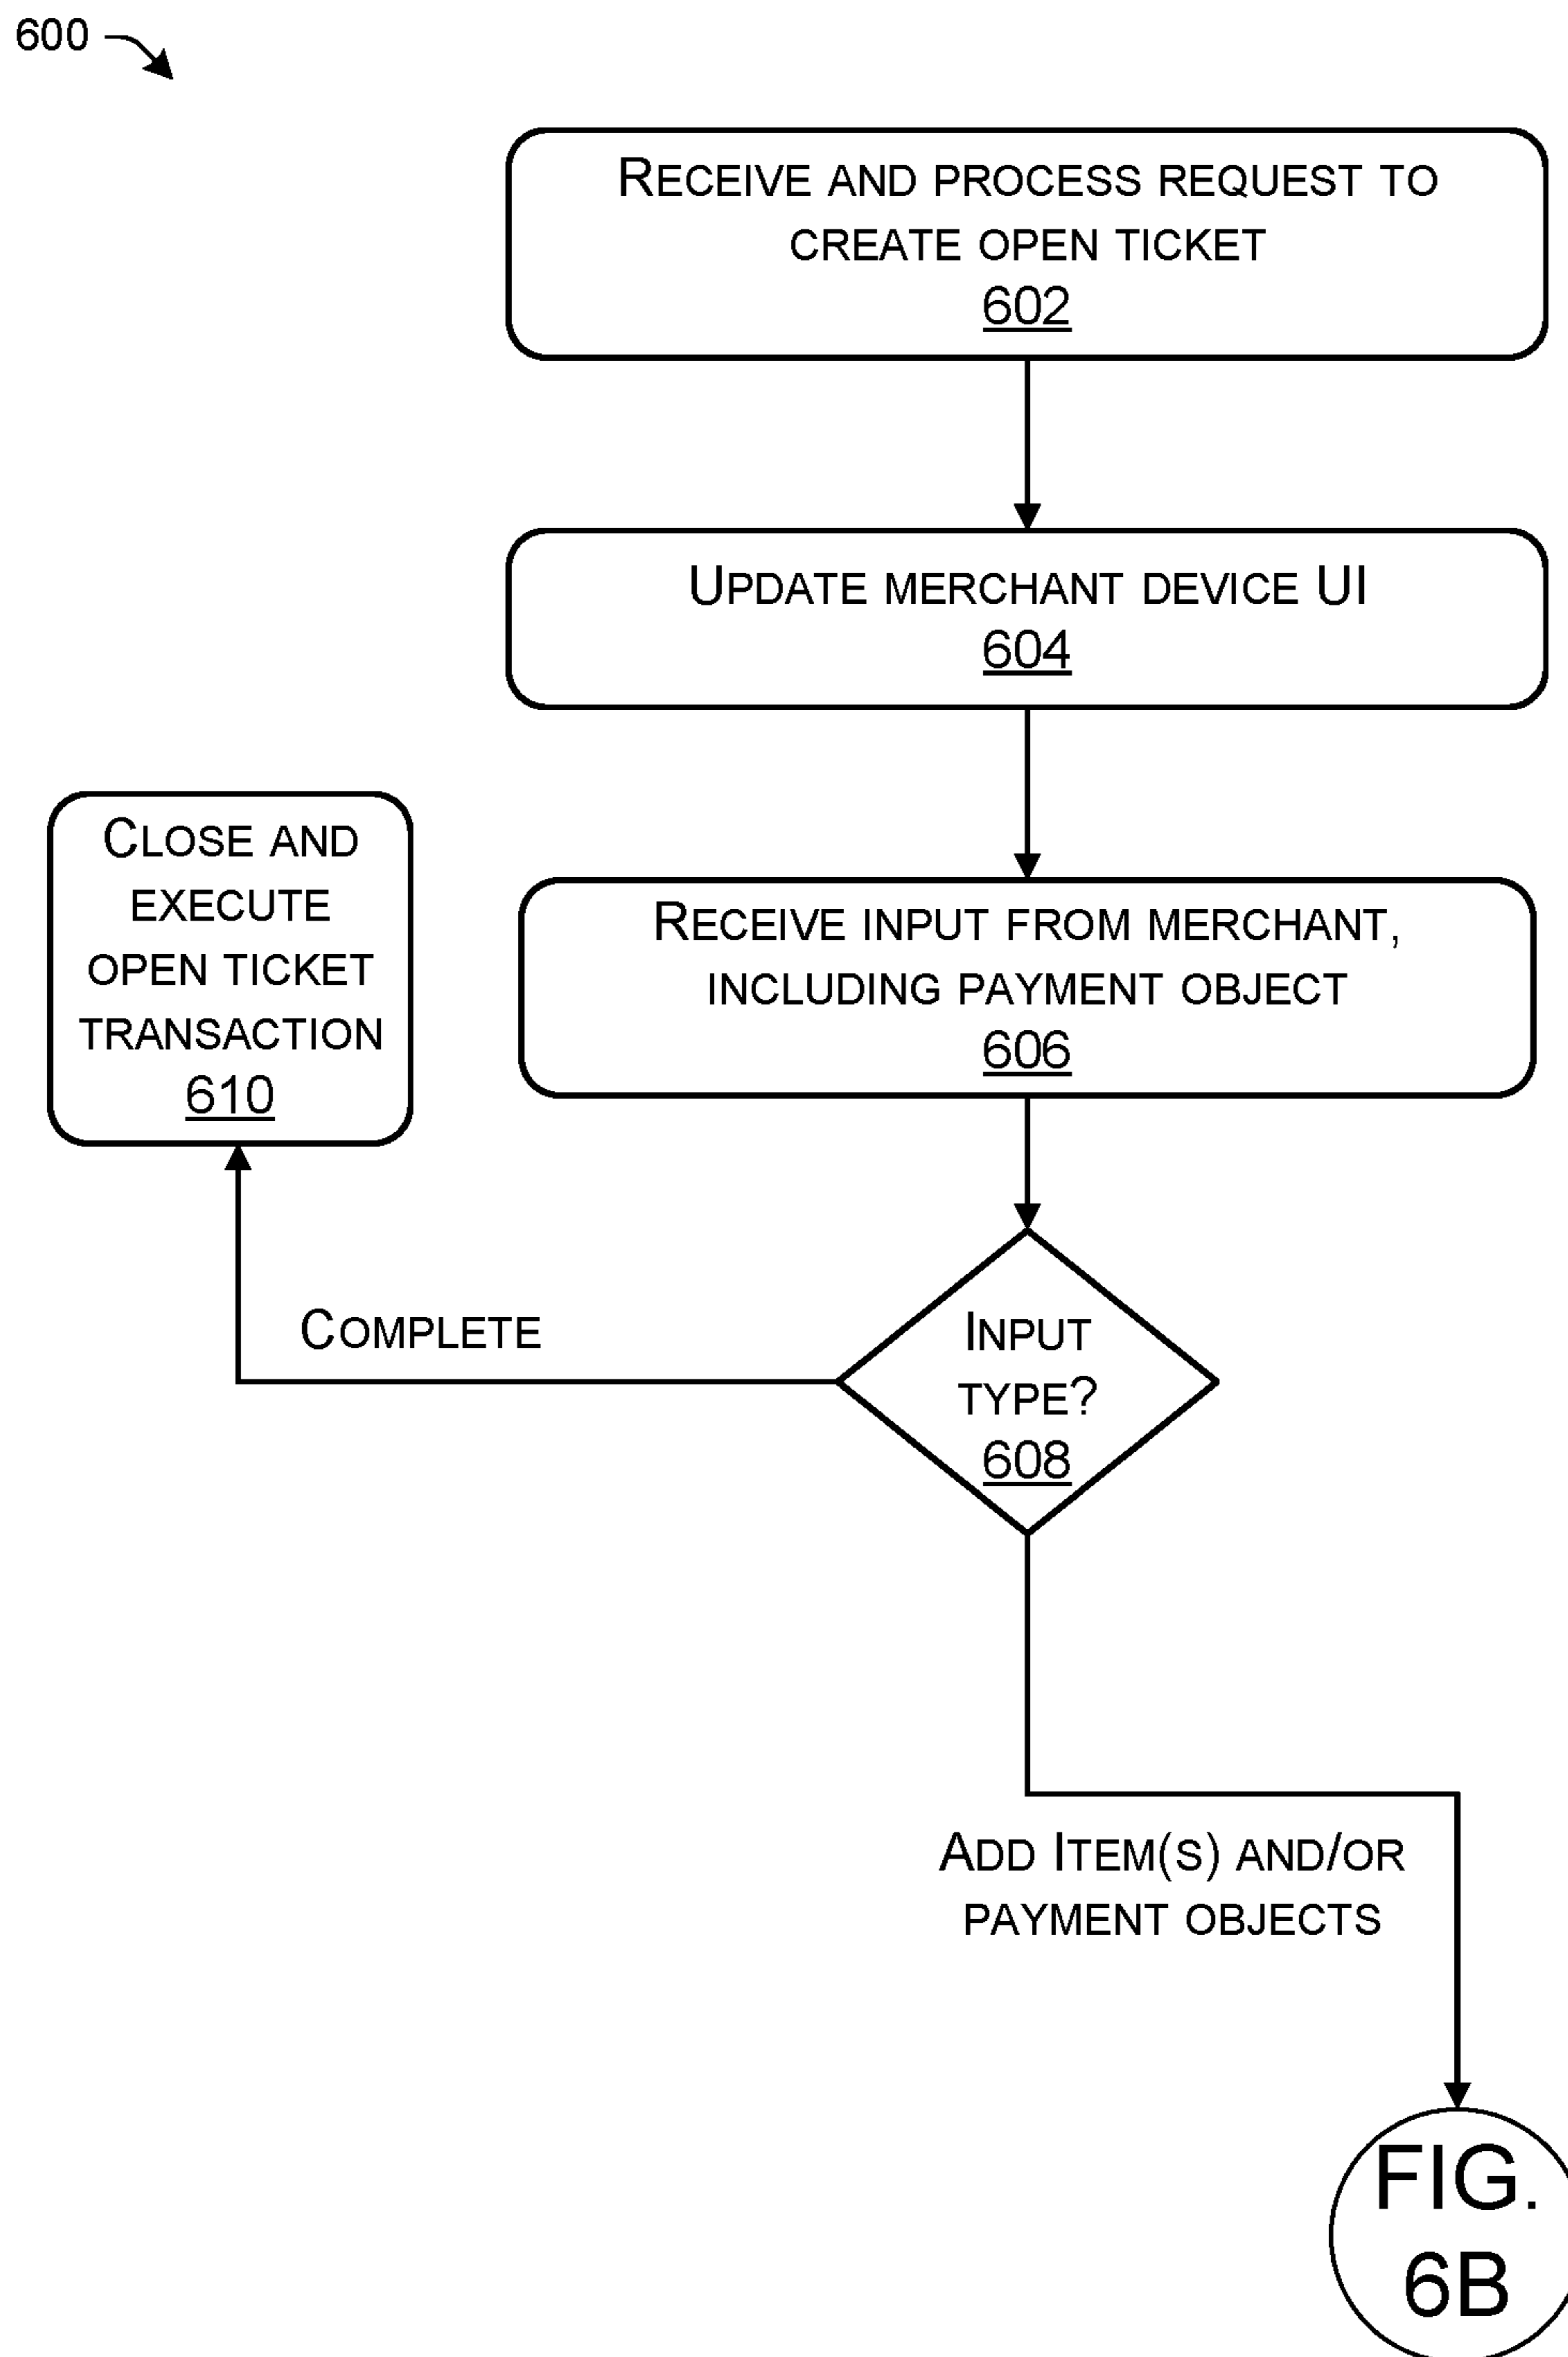 600
RECEIVE AND PROCESS REQUEST TO
CREATE OPEN TICKET
602
UPDATE MERCHANT DEVICE UI
604
CLOSE AND
EXECUTE
OPEN TICKET
TRANSACTION
610
RECEIVE INPUT FROM MERCHANT,
INCLUDING PAYMENT OBJECT
606
COMPLETE
INPUT
TYPE?
608
ADD ITEM(S) AND/OR
PAYMENT OBJECTS
FIG.
6B